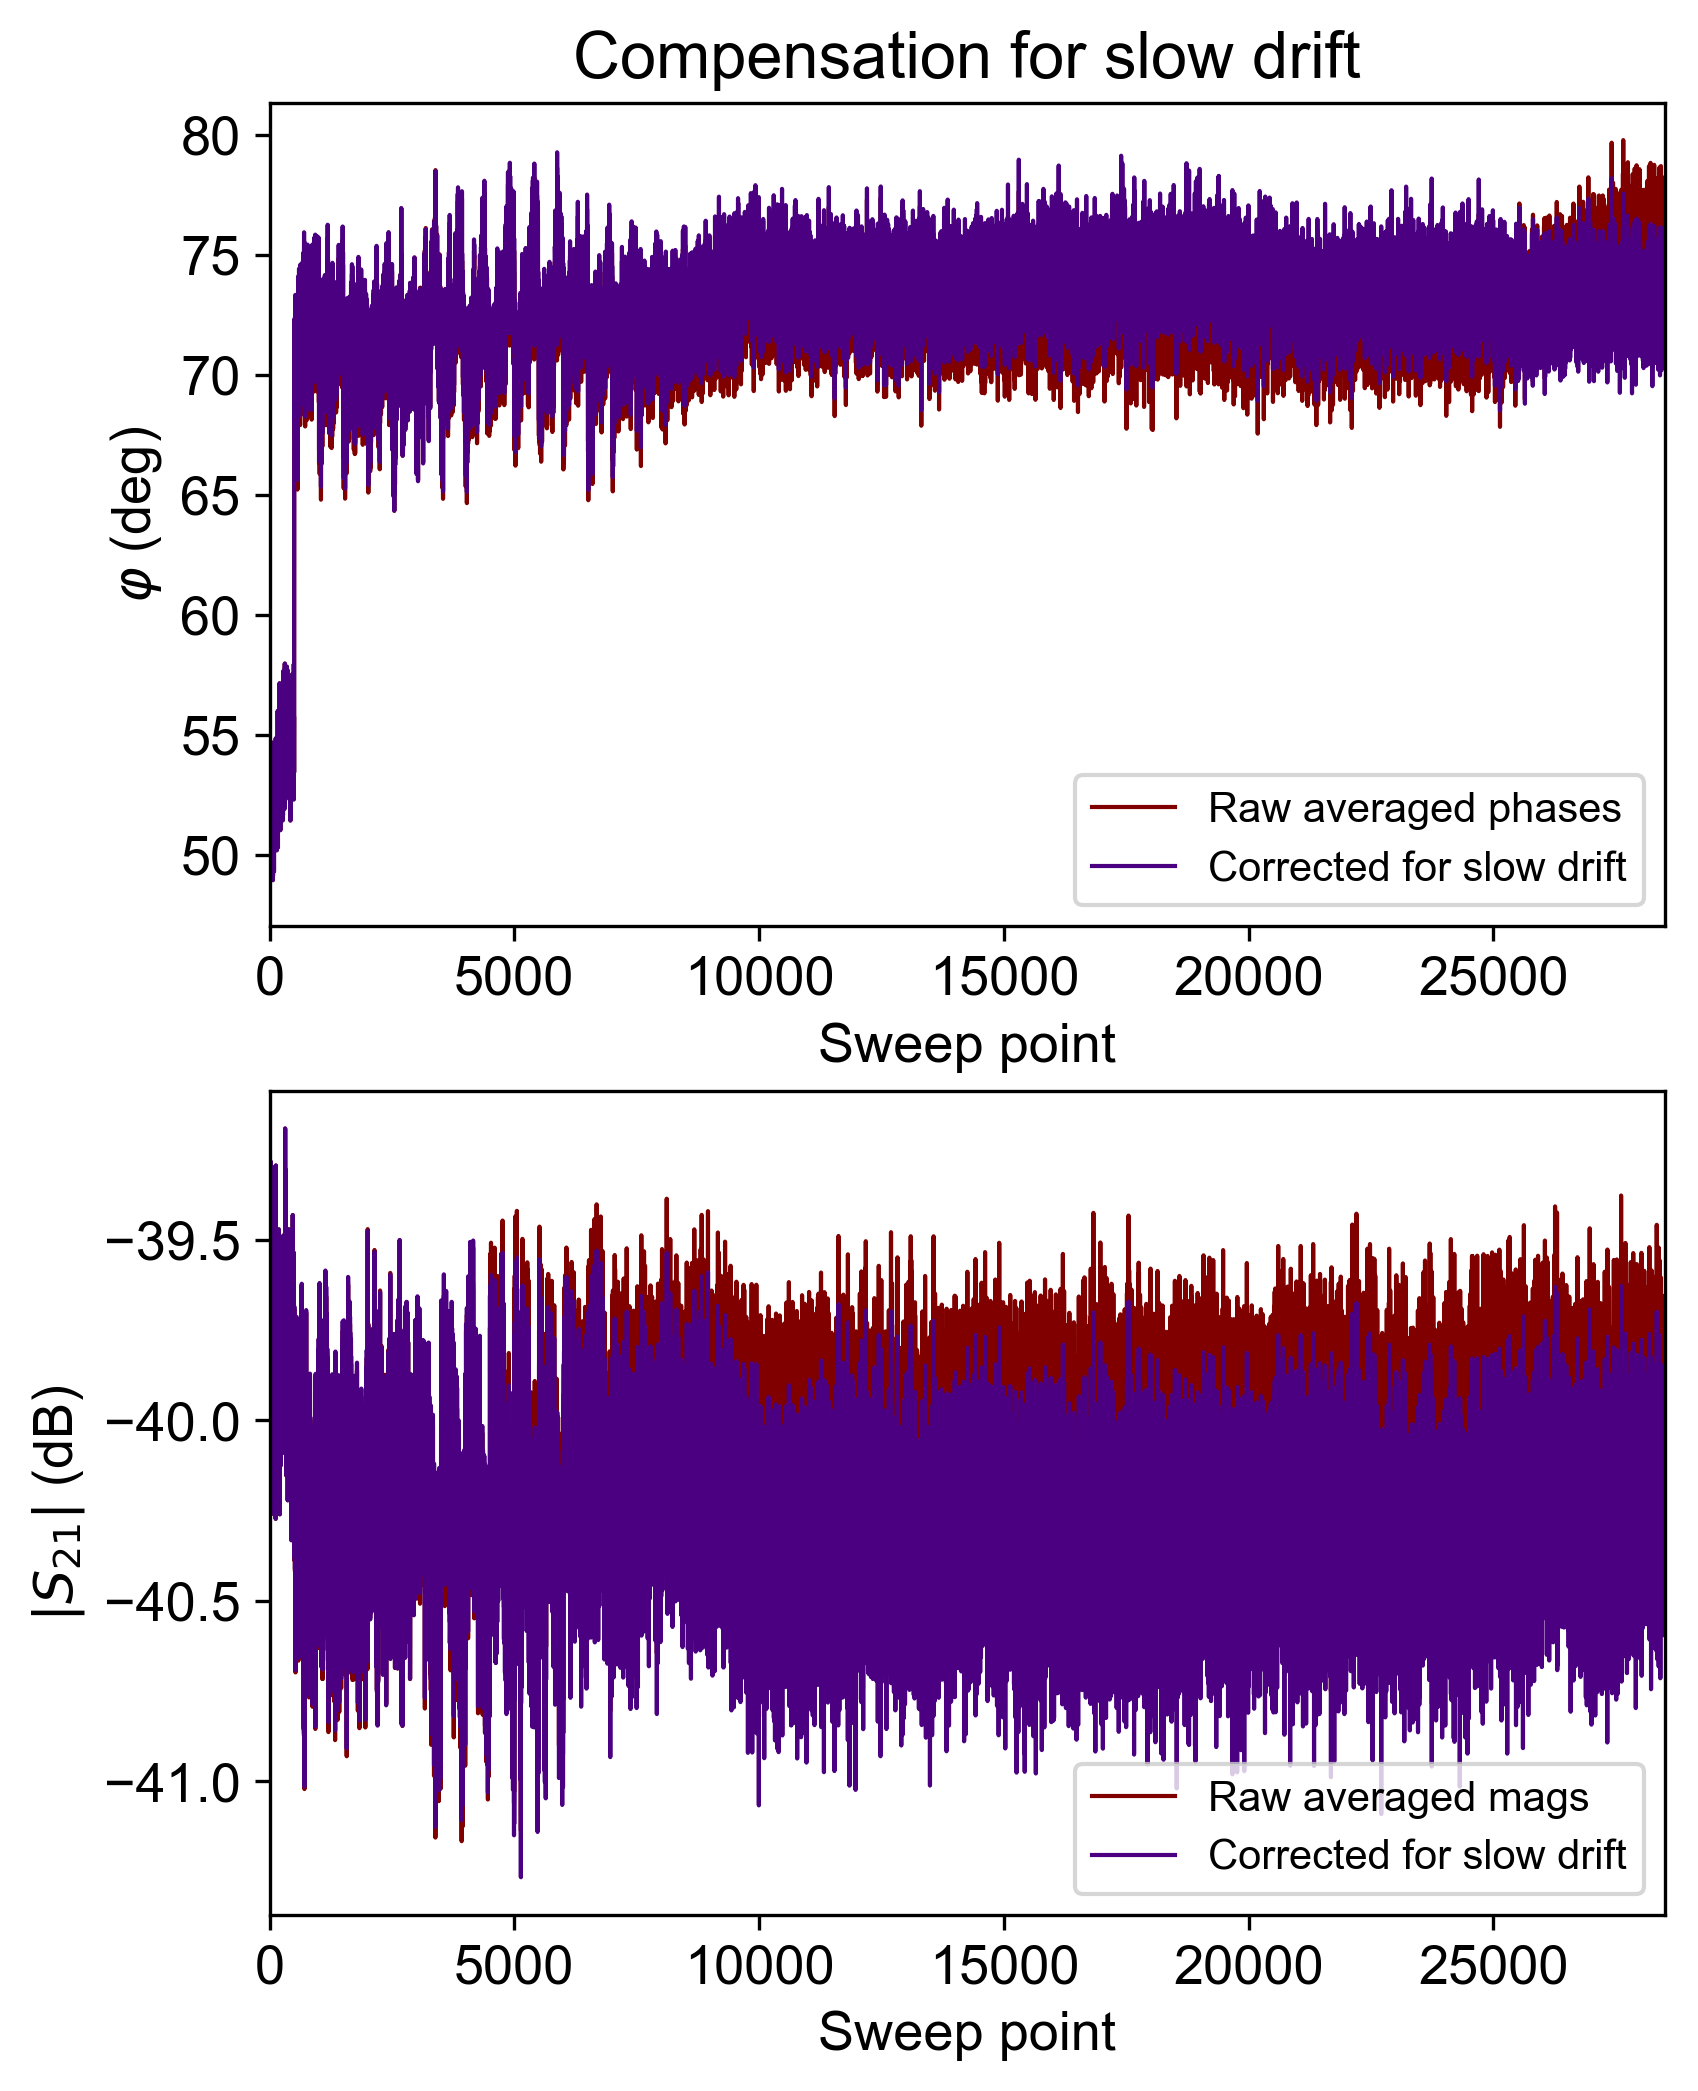 Compensation for slow drift
80
75
70
65
60
55
50
φ (deg)
Raw averaged phases
Corrected for slow drift
0 5000 10000 15000 20000 25000
Sweep point
−39.5
−40.0
−40.5
−41.0
|S₂₁| (dB)
Raw averaged mags
Corrected for slow drift
0 5000 10000 15000 20000 25000
Sweep point